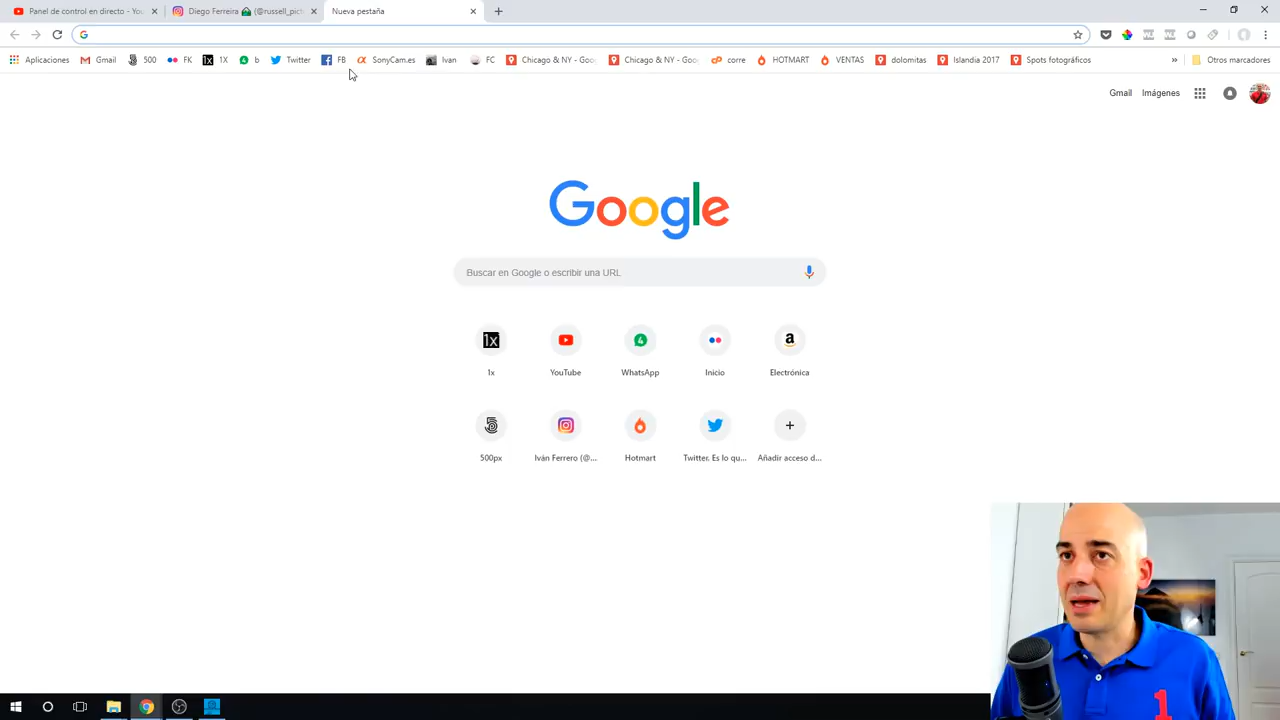 Panel de control en directo - You
Diego Ferreira (@russell_pict
Nueva pestaña
Aplicaciones
Gmail
500
FK
1X
b
Twitter
FB
SonyCam.es
Ivan
FC
Chicago & NY - Goo
Chicago & NY - Goo
corre
HOTMART
VENTAS
dolomitas
Islandia 2017
Spots fotográficos
»
Otros marcadores
Gmail
Imágenes
Google
Buscar en Google o escribir una URL
1x
1x
YouTube
4
WhatsApp
Inicio
a
Electrónica
500px
Iván Ferrero (@...
Hotmart
Twitter. Es lo qu...
Añadir acceso d...
1